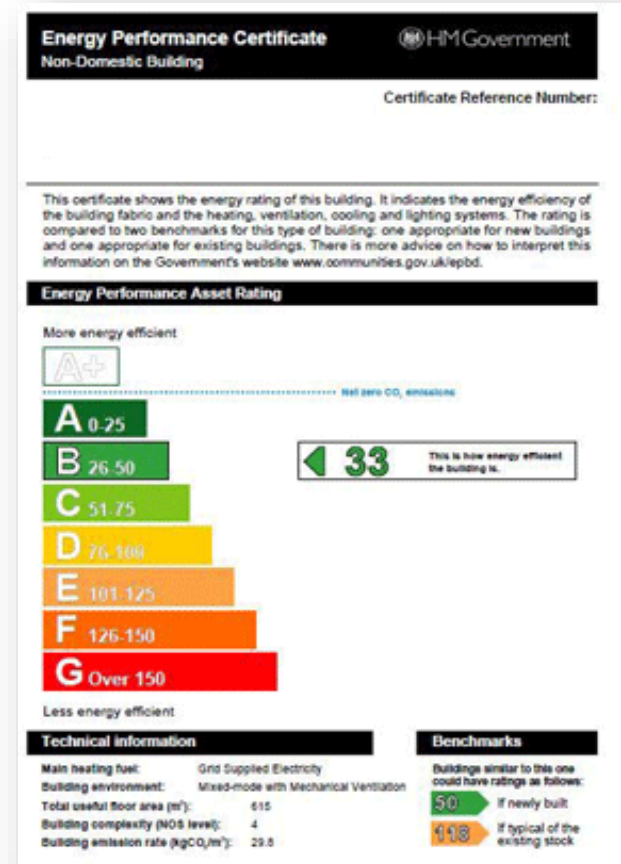 Energy Performance Certificate
HM Government
Non-Domestic Building
Certificate Reference Number:
This certificate shows the energy rating of this building. It indicates the energy efficiency of
the building fabric and the heating, ventilation, cooling and lighting systems. The rating is
compared to two benchmarks for this type of building: one appropriate for new buildings
and one appropriate for existing buildings. There is more advice on how to interpret this
information on the Government's website www.communities.gov.uk/epbd.
Energy Performance Asset Rating
More energy efficient
A+
Net zero CO₂ emissions
A 0-25
B 26-50
33
This is how energy efficient
the building is.
C 51-75
D 76-100
E 101-125
F 126-150
G Over 150
Less energy efficient
Technical information
Main heating fuel: Grid Supplied Electricity
Building environment: Mixed-mode with Mechanical Ventilation
Total useful floor area (m²): 615
Building complexity (NOS level): 4
Building emission rate (kgCO₂/m²): 29.8
Benchmarks
Buildings similar to this one
could have ratings as follows:
50 If newly built
118 If typical of the
existing stock